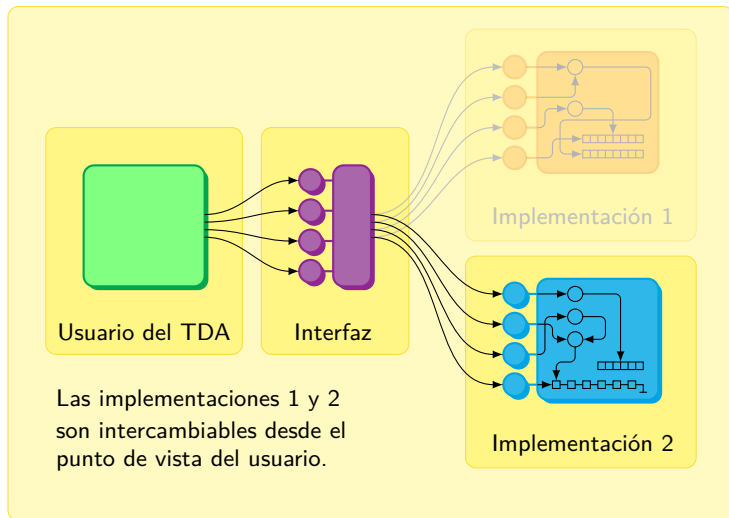 Implementación 1
Usuario del TDA
Interfaz
Las implementaciones 1 y 2
son intercambiables desde el
punto de vista del usuario.
Implementación 2